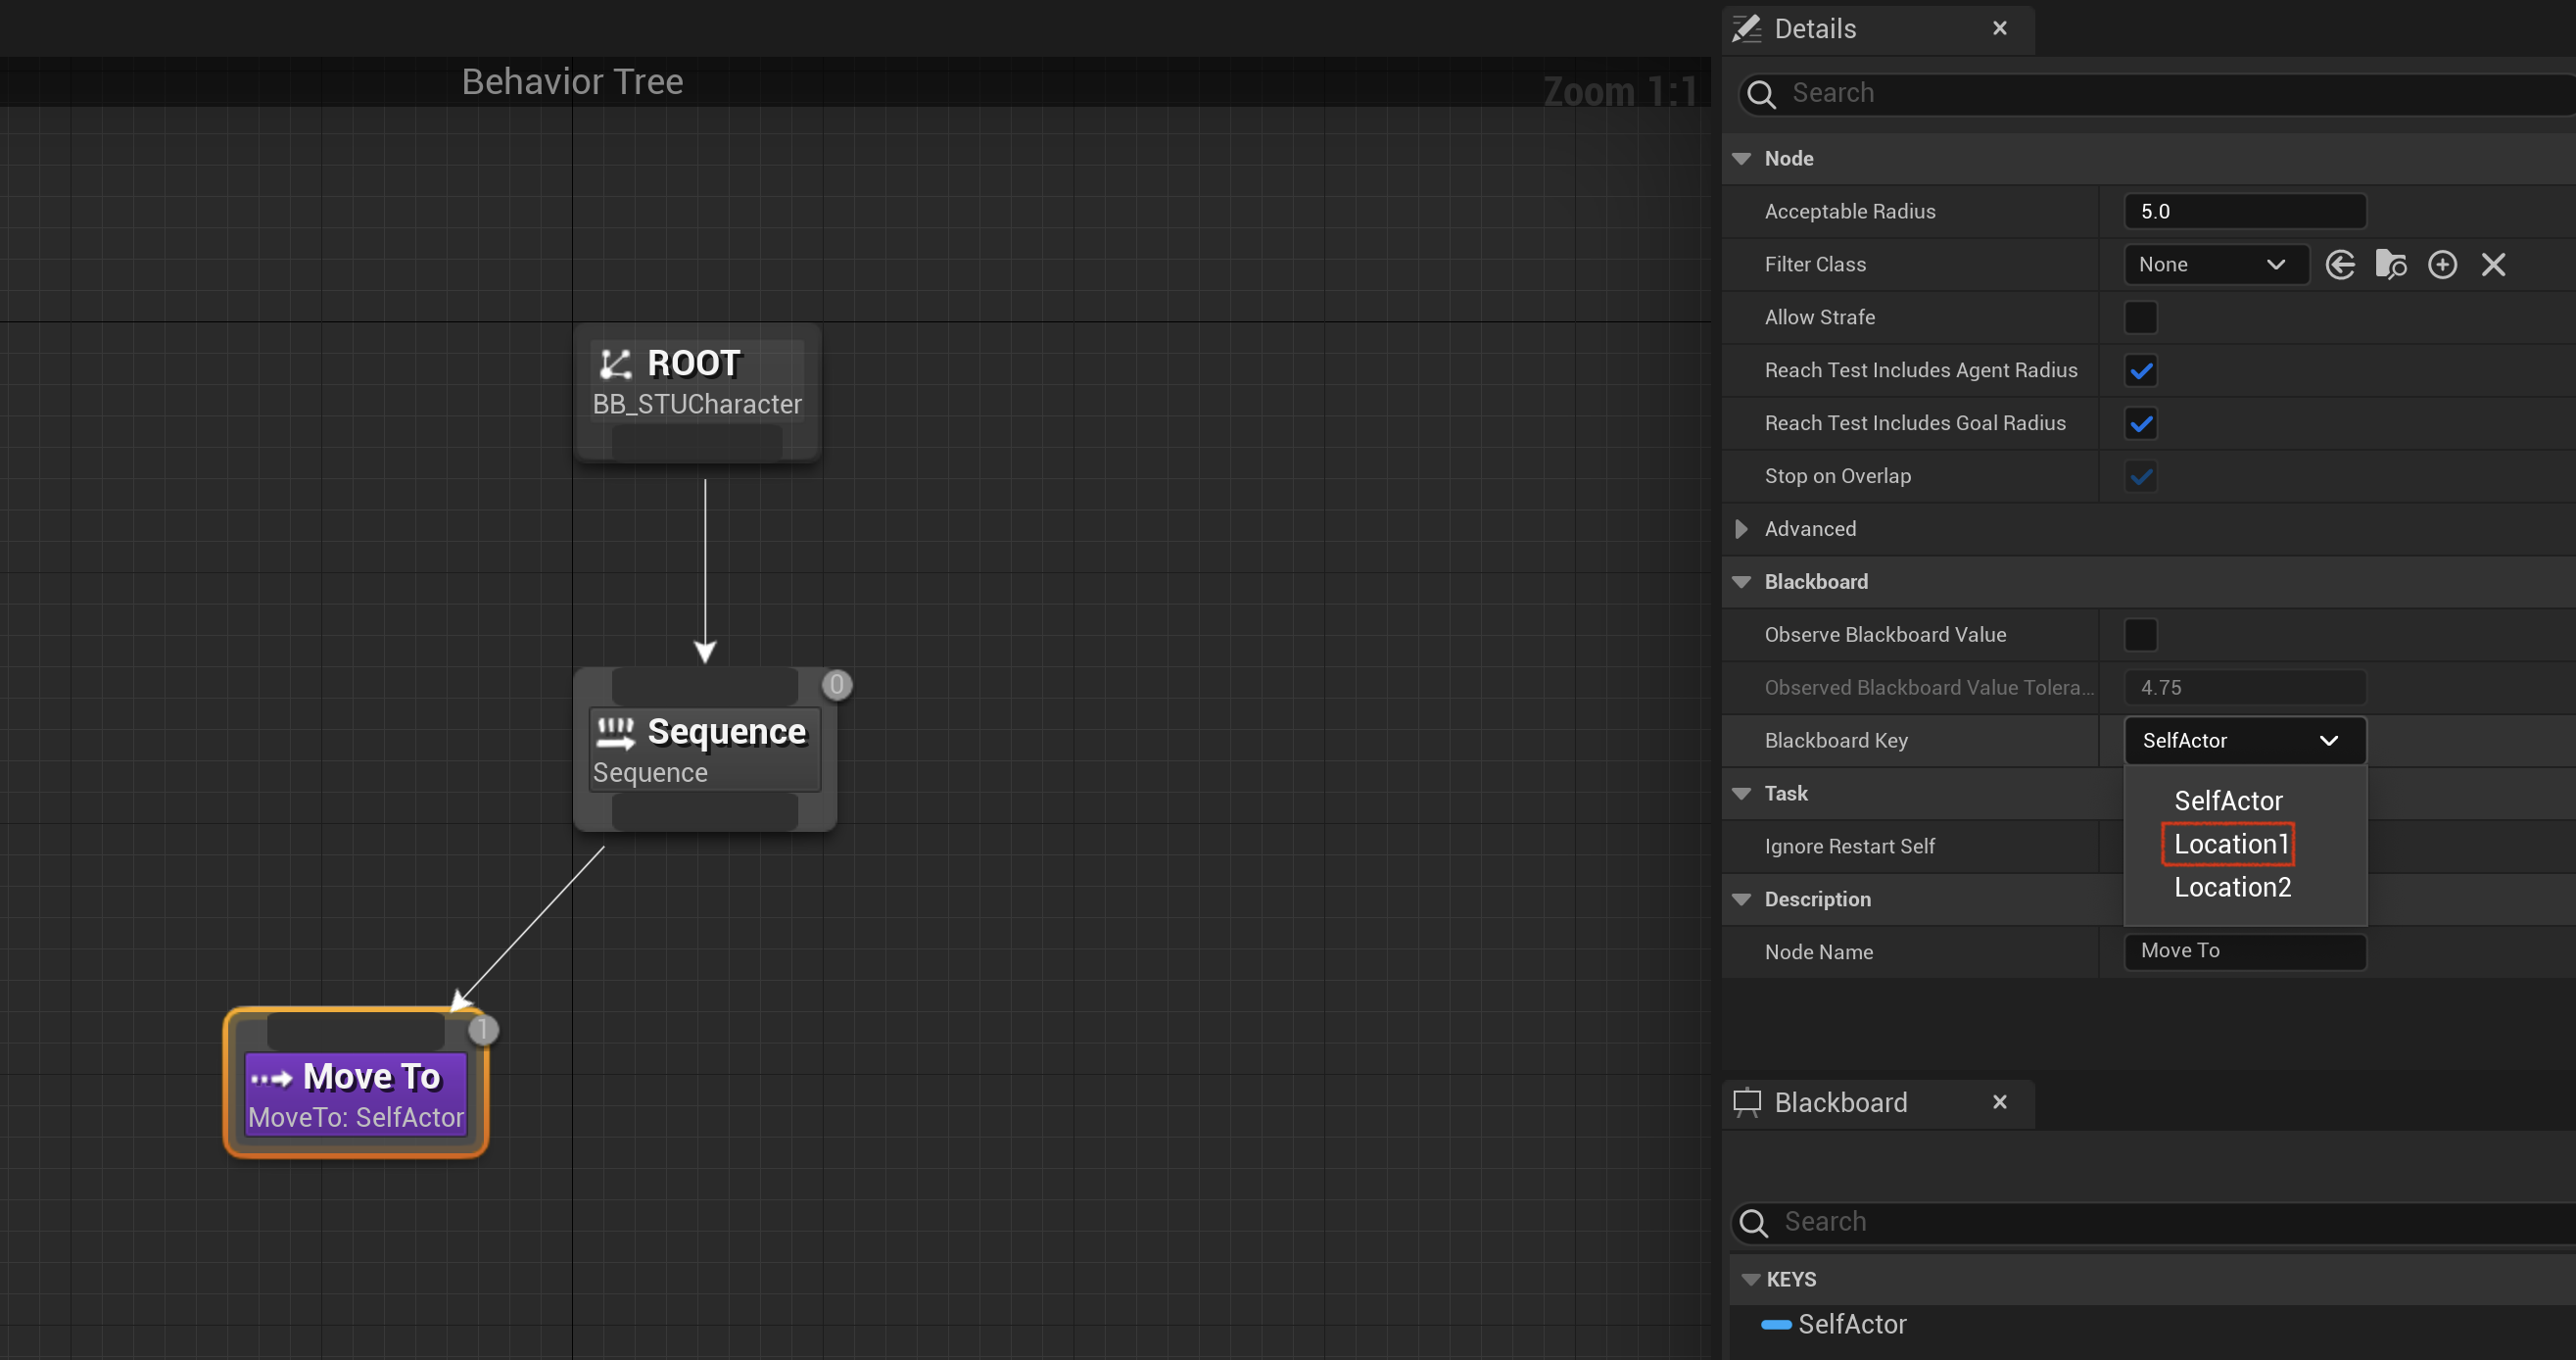 Behavior Tree
Zoom 1:1
ROOT
BB_STUCharacter
0
Sequence
Sequence
1
Move To
MoveTo: SelfActor
Details
Search
Node
Acceptable Radius 5.0
Filter Class None
Allow Strafe
Reach Test Includes Agent Radius
Reach Test Includes Goal Radius
Stop on Overlap
Advanced
Blackboard
Observe Blackboard Value
Observed Blackboard Value Tolera... 4.75
Blackboard Key SelfActor
SelfActor
Location1
Location2
Task
Ignore Restart Self
Description
Node Name Move To
Blackboard
Search
KEYS
SelfActor